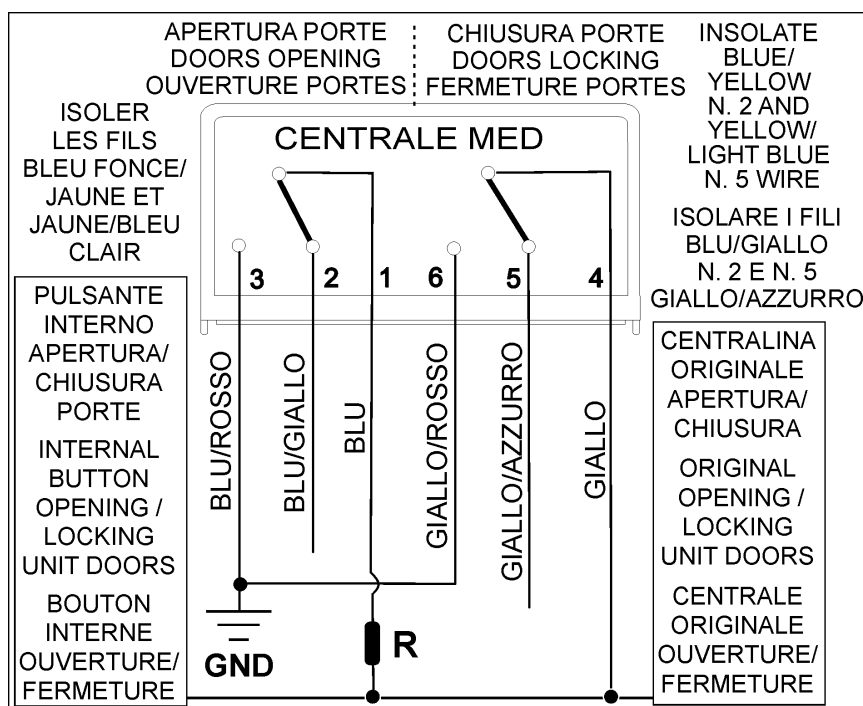 APERTURA PORTE
DOORS OPENING
OUVERTURE PORTES
CHIUSURA PORTE
DOORS LOCKING
FERMETURE PORTES
INSOLATE
BLUE/
YELLOW
N. 2 AND
YELLOW/
LIGHT BLUE
N. 5 WIRE
ISOLER
LES FILS
BLEU FONCE/
JAUNE ET
JAUNE/BLEU
CLAIR
CENTRALE MED
ISOLARE I FILI
BLU/GIALLO
N. 2 E N. 5
GIALLO/AZZURRO
3 2 1 6 5 4
PULSANTE
INTERNO
APERTURA/
CHIUSURA
PORTE
INTERNAL
BUTTON
OPENING /
LOCKING
UNIT DOORS
BOUTON
INTERNE
OUVERTURE/
FERMETURE
BLU/ROSSO
BLU/GIALLO
BLU
GIALLO/ROSSO
GIALLO/AZZURRO
GIALLO
GND
R
CENTRALINA
ORIGINALE
APERTURA/
CHIUSURA
ORIGINAL
OPENING /
LOCKING
UNIT DOORS
CENTRALE
ORIGINALE
OUVERTURE/
FERMETURE